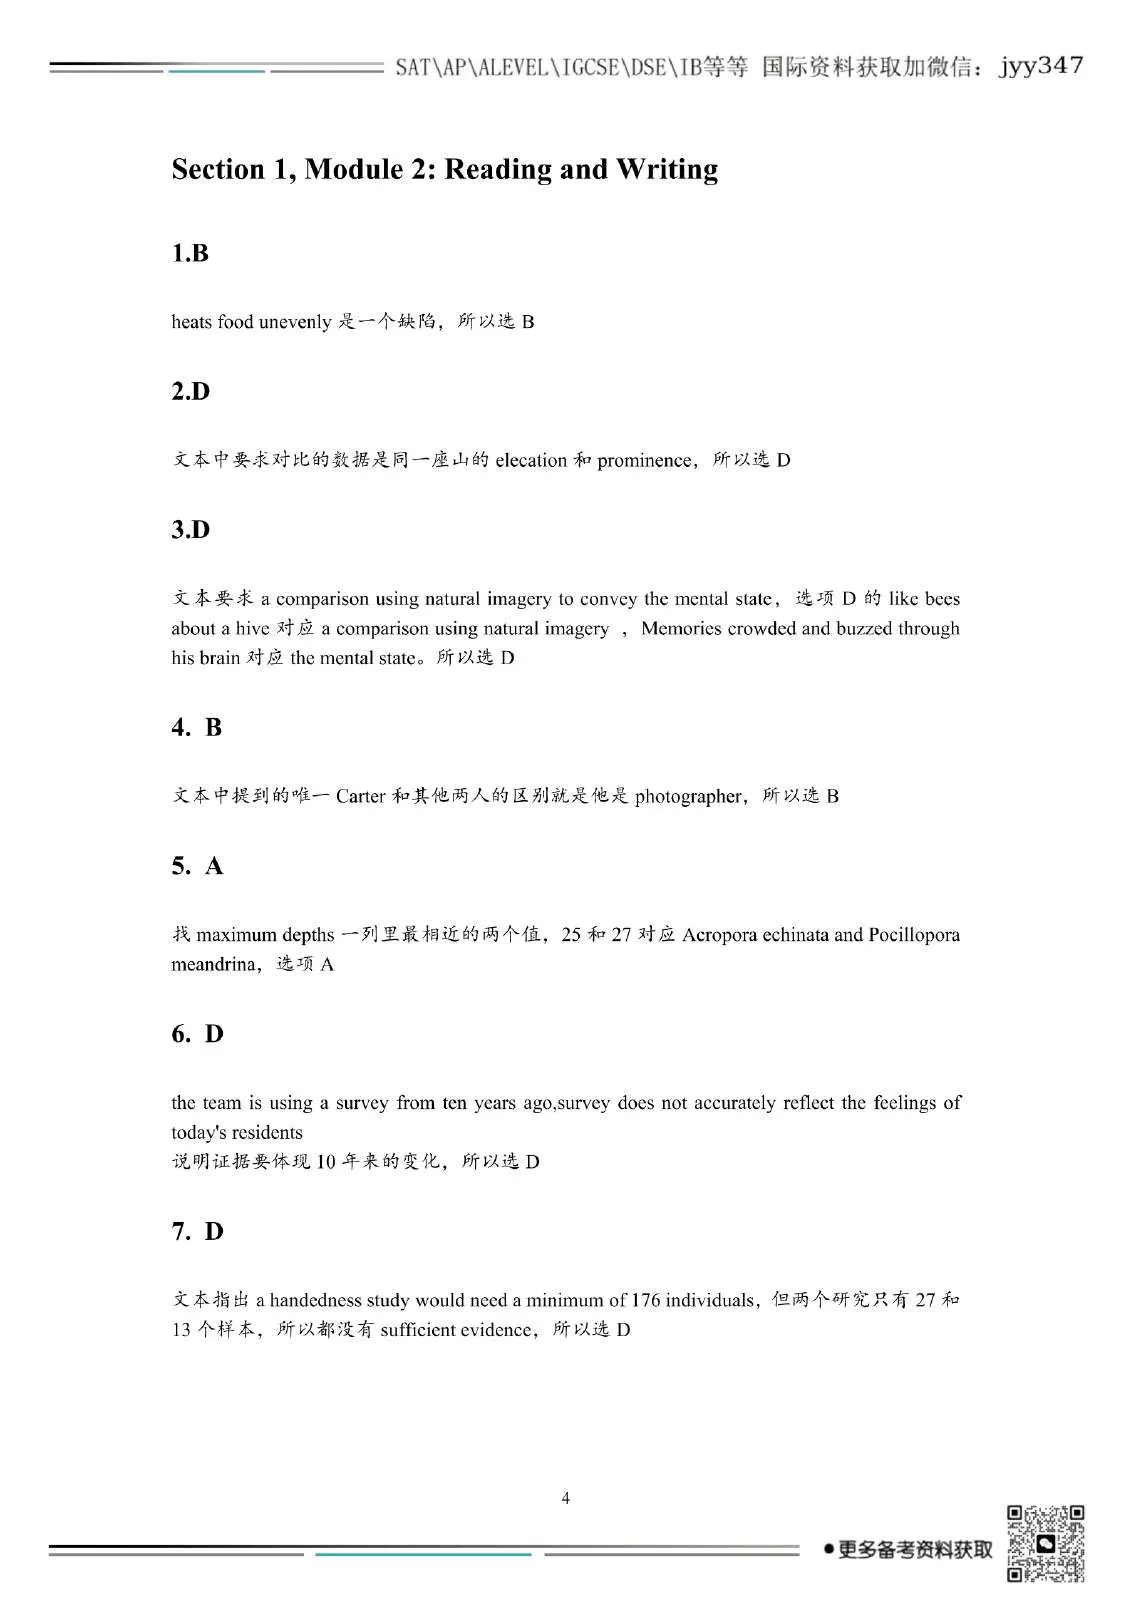 SAT\AP\ALEVEL\IGCSE\DSE\IB等等 国际资料获取加微信：jyy347
Section 1, Module 2: Reading and Writing
1.B
heats food unevenly 是一个缺陷，所以选 B
2.D
文本中要求对比的数据是同一座山的 elecation 和 prominence，所以选 D
3.D
文本要求 a comparison using natural imagery to convey the mental state，选项 D 的 like bees
about a hive 对应 a comparison using natural imagery ，Memories crowded and buzzed through
his brain 对应 the mental state。所以选 D
4. B
文本中提到的唯一 Carter 和其他两人的区别就是他是 photographer，所以选 B
5. A
找 maximum depths 一列里最相近的两个值，25 和 27 对应 Acropora echinata and Pocillopora
meandrina，选项 A
6. D
the team is using a survey from ten years ago,survey does not accurately reflect the feelings of
today's residents
说明证据要体现 10 年来的变化，所以选 D
7. D
文本指出 a handedness study would need a minimum of 176 individuals，但两个研究只有 27 和
13 个样本，所以都没有 sufficient evidence，所以选 D
4
●更多备考资料获取